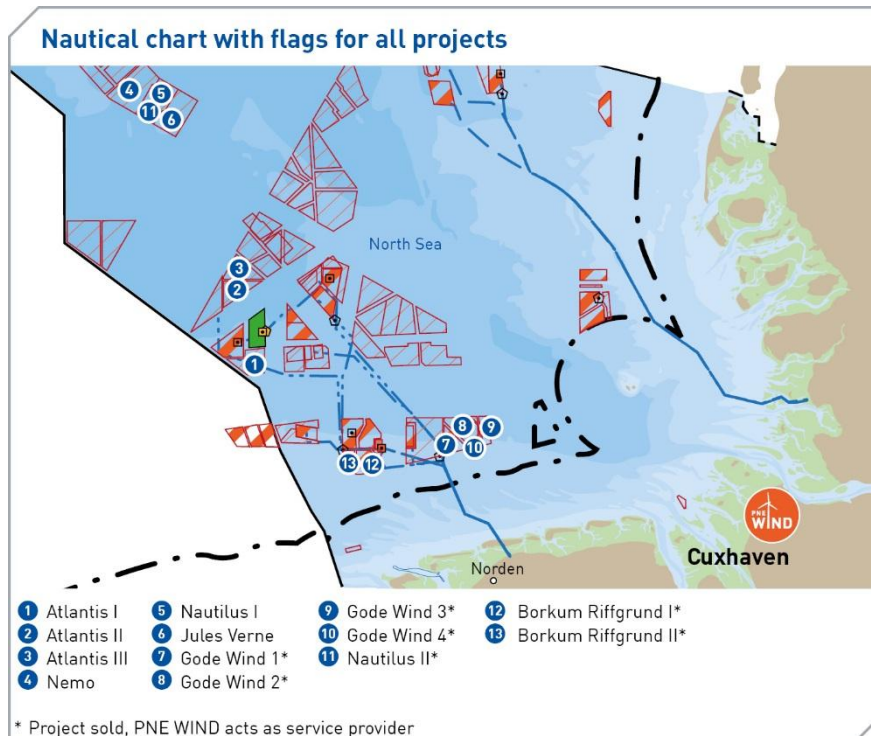 Nautical chart with flags for all projects
4
5
11
6
3
2
1
North Sea
8
9
7
10
13
12
PNE
WIND
Cuxhaven
Norden
1 Atlantis I
2 Atlantis II
3 Atlantis III
4 Nemo
5 Nautilus I
6 Jules Verne
7 Gode Wind 1*
8 Gode Wind 2*
9 Gode Wind 3*
10 Gode Wind 4*
11 Nautilus II*
12 Borkum Riffgrund I*
13 Borkum Riffgrund II*
* Project sold, PNE WIND acts as service provider